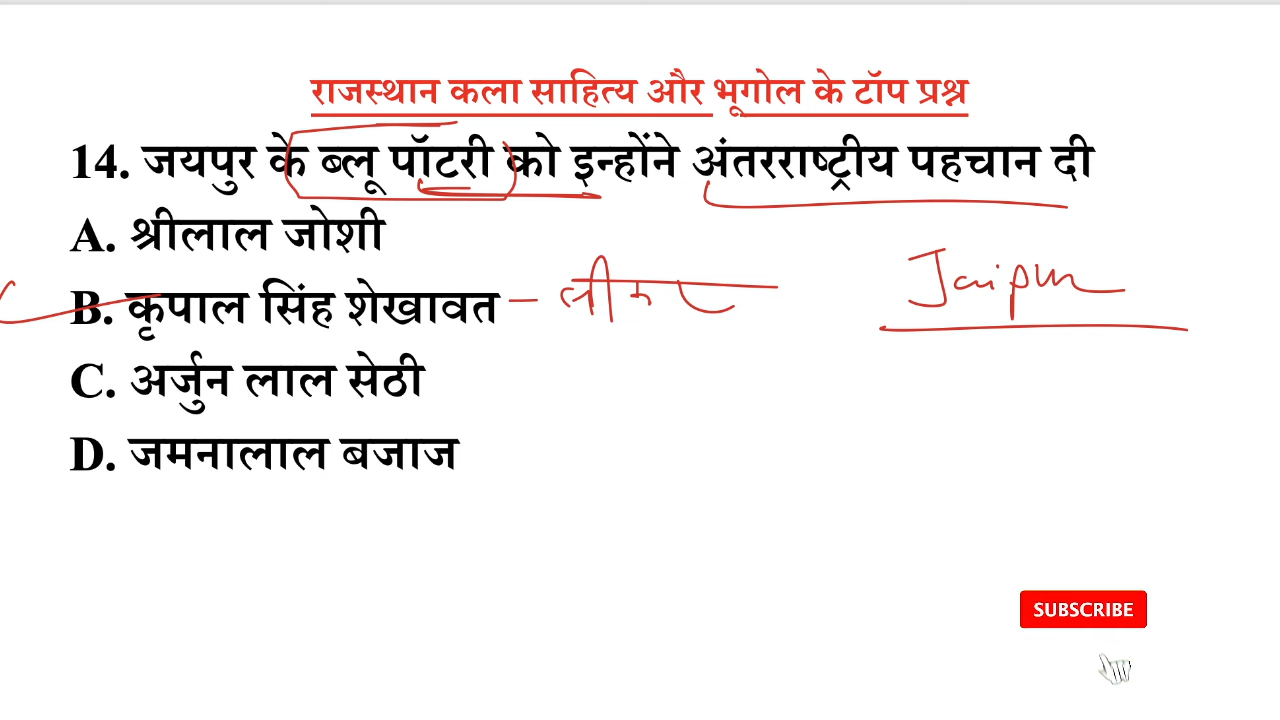 राजस्थान कला साहित्य और भूगोल के टॉप प्रश्न
14. जयपुर के ब्लू पॉटरी को इन्होंने अंतरराष्ट्रीय पहचान दी
A. श्रीलाल जोशी
B. कृपाल सिंह शेखावत –
Jaipur
C. अर्जुन लाल सेठी
D. जमनालाल बजाज
SUBSCRIBE